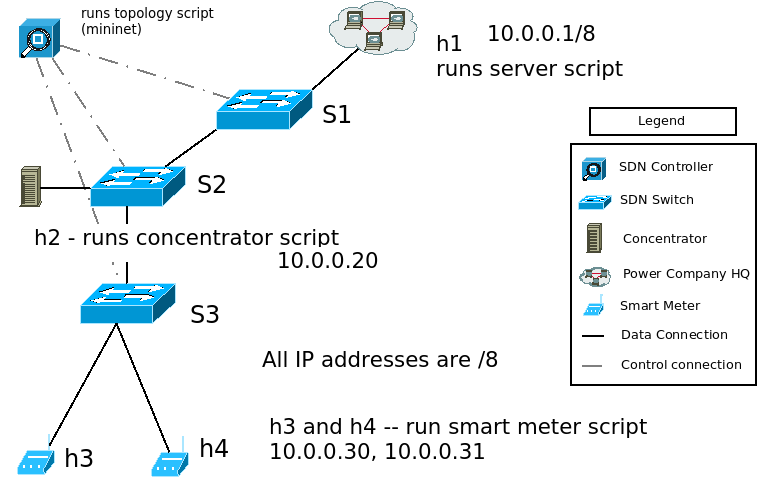 runs topology script
(mininet)
h1
10.0.0.1/8
runs server script
S1
Legend
S2
SDN Controller
SDN Switch
h2 - runs concentrator script
Concentrator
10.0.0.20
Power Company HQ
Smart Meter
S3
Data Connection
All IP addresses are /8
Control connection
h3 and h4 -- run smart meter script
10.0.0.30, 10.0.0.31
h3
h4